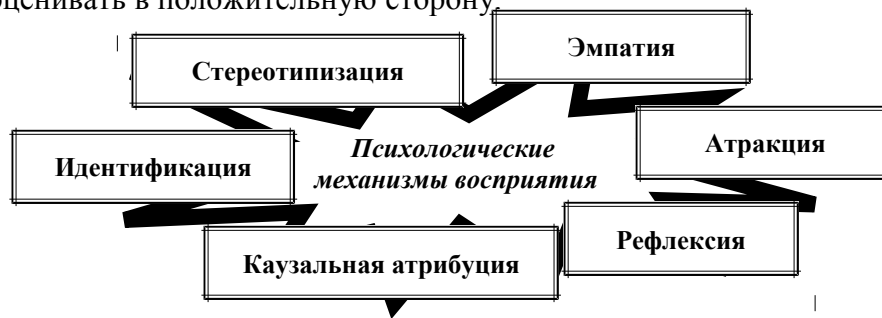 оценивать в положительную сторону.
Эмпатия
Стереотипизация
Атракция
Психологические
механизмы восприятия
Идентификация
Рефлексия
Каузальная атрибуция